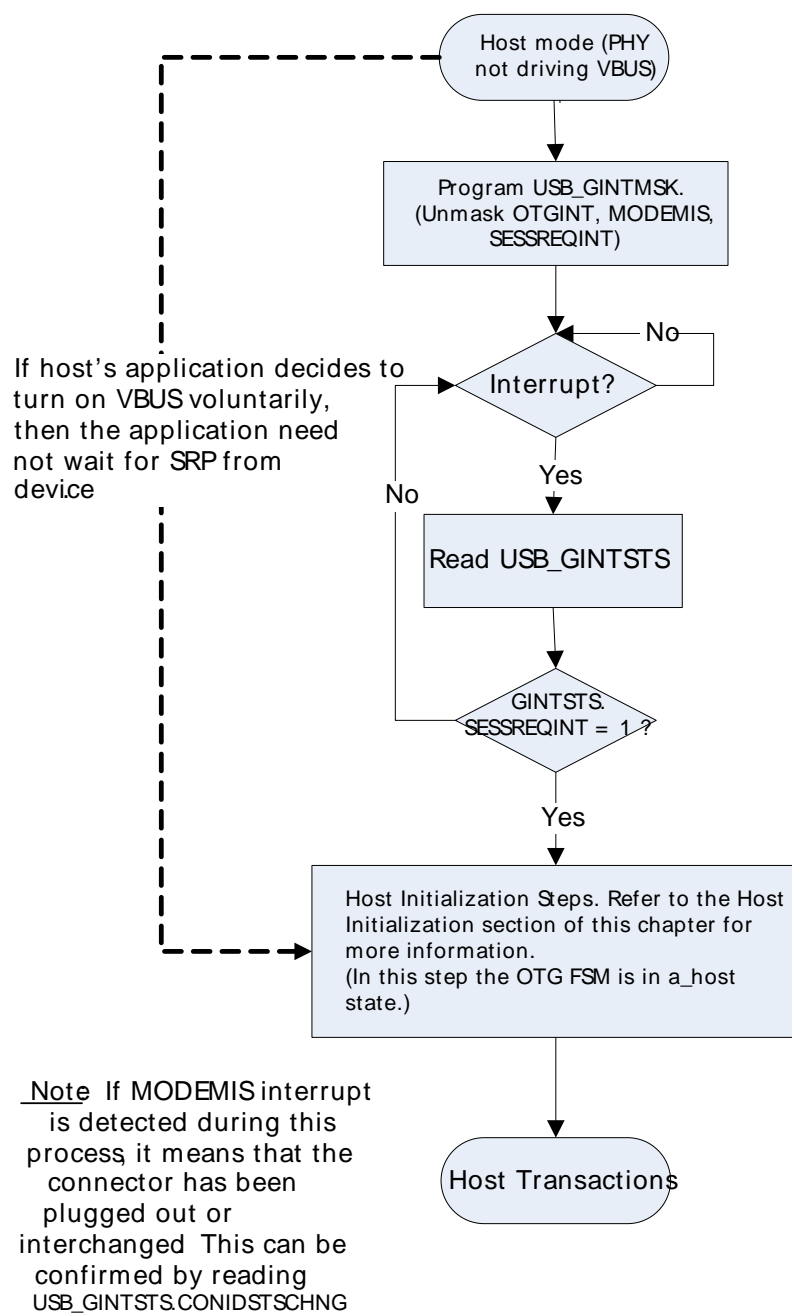 Host mode (PHY
not driving VBUS)
Program USB_GINTMSK.
(Unmask OTGINT, MODEMIS,
SESSREQINT)
No
If host's application decides to
turn on VBUS voluntarily,
then the application need
not wait for SRP from
devi.ce
Interrupt?
Yes
No
Read USB_GINTSTS
GINTSTS.
SESSREQINT = 1 ?
Yes
Host Initialization Steps. Refer to the Host
Initialization section of this chapter for
more information.
(In this step the OTG FSM is in a_host
state.)
Note If MODEMIS interrupt
is detected during this
process, it means that the
connector has been
plugged out or
interchanged This can be
confirmed by reading
USB_GINTSTS.CONIDSTSCHNG
Host Transactions